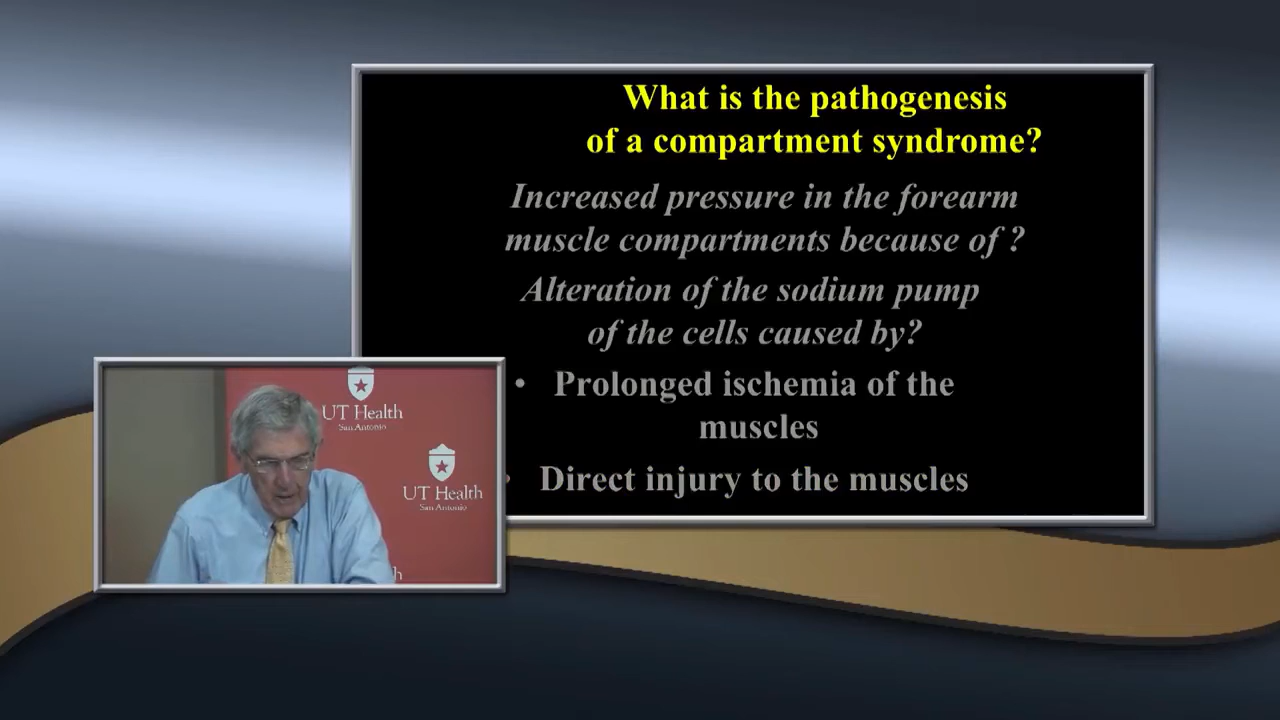 What is the pathogenesis
of a compartment syndrome?
Increased pressure in the forearm
muscle compartments because of ?
Alteration of the sodium pump
of the cells caused by?
• Prolonged ischemia of the
muscles
Direct injury to the muscles
UT Health
San Antonio
UT Health
San Antonio